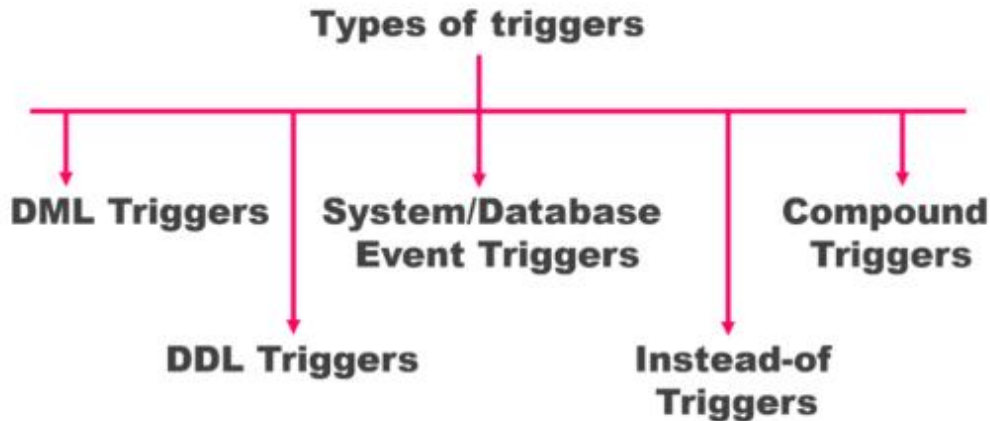 Types of triggers
DML Triggers
System/Database
Event Triggers
Compound
Triggers
DDL Triggers
Instead-of
Triggers